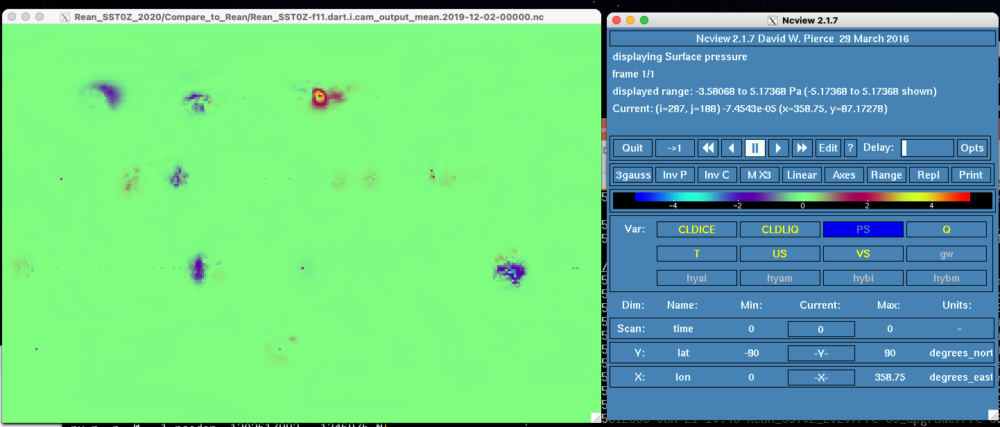 Rean_SST0Z_2020/Compare_to_Rean/Rean_SST0Z-f11.dart.i.cam_output_mean.2019-12-02-00000.nc
Ncview 2.1.7
Ncview 2.1.7 David W. Pierce 29 March 2016
displaying Surface pressure
frame 1/1
displayed range: -3.58068 to 5.17368 Pa (-5.17368 to 5.17368 shown)
Current: (i=287, j=188) -7.4543e-05 (x=358.75, y=87.17278)
Quit ->1 Edit ? Delay: Opts
3gauss Inv P Inv C M X3 Linear Axes Range Repl Print
-4 -2 0 2 4
Var: CLDICE CLDLIQ PS Q
T US VS gw
hyai hyam hybi hybm
Dim: Name: Min: Current: Max: Units:
Scan: time 0 0 0 -
Y: lat -90 -Y- 90 degrees_nort
X: lon 0 -X- 358.75 degrees_east